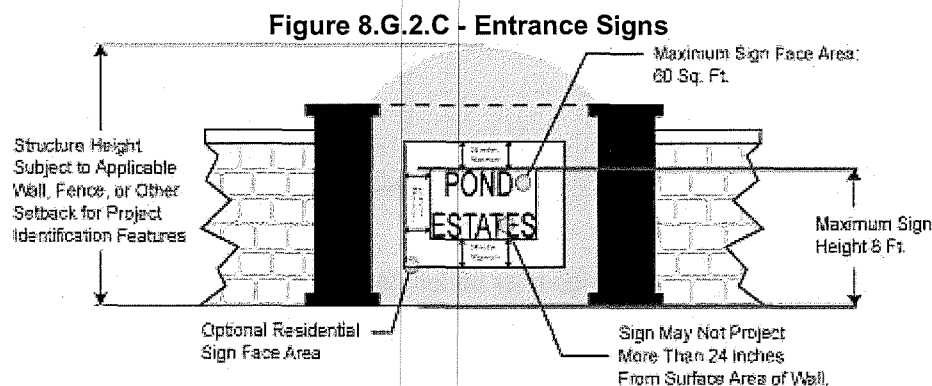 Figure 8.G.2.C - Entrance Signs
Maximum Sign Face Area:
60 Sq. Ft.
Structure Height
Subject to Applicable
Wall, Fence, or Other
Setback for Project
Identification Features
POND
ESTATES
Maximum Sign
Height 8 Ft.
Optional Residential
Sign Face Area
Sign May Not Project
More Than 24 Inches
From Surface Area of Wall.